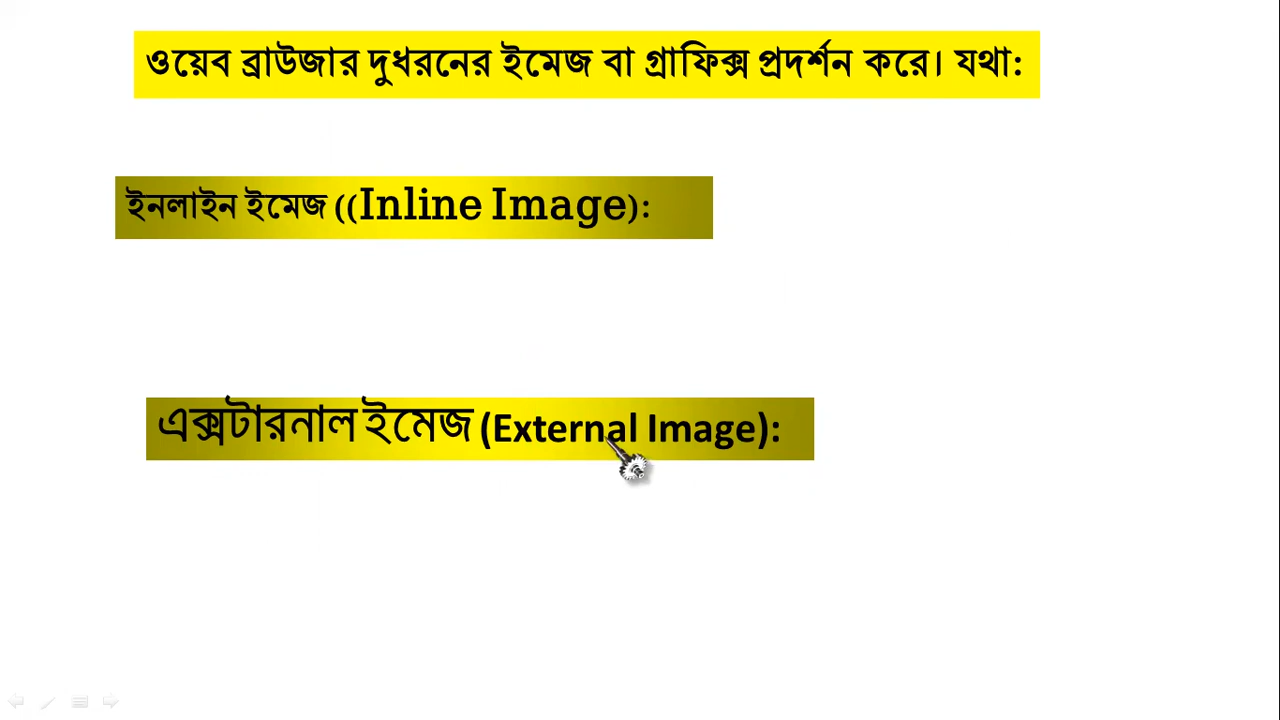 ওয়েব ব্রাউজার দুধরনের ইমেজ বা গ্রাফিক্স প্রদর্শন করে। যথা:
ইনলাইন ইমেজ ((Inline Image):
এক্সটারনাল ইমেজ (External Image):